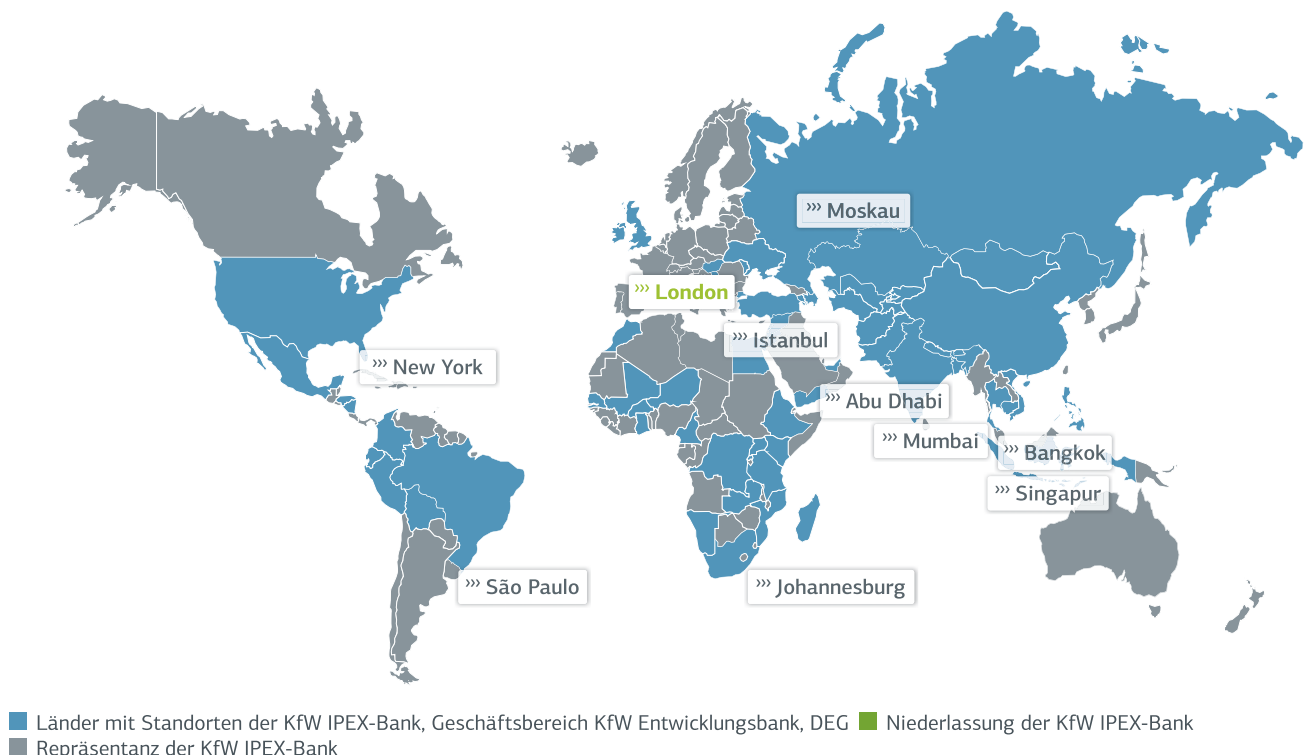 ››› Moskau
››› London
››› Istanbul
››› New York
››› Abu Dhabi
››› Mumbai
››› Bangkok
››› Singapur
››› São Paulo
››› Johannesburg
Länder mit Standorten der KfW IPEX-Bank, Geschäftsbereich KfW Entwicklungsbank, DEG
Niederlassung der KfW IPEX-Bank
Repräsentanz der KfW IPEX-Bank